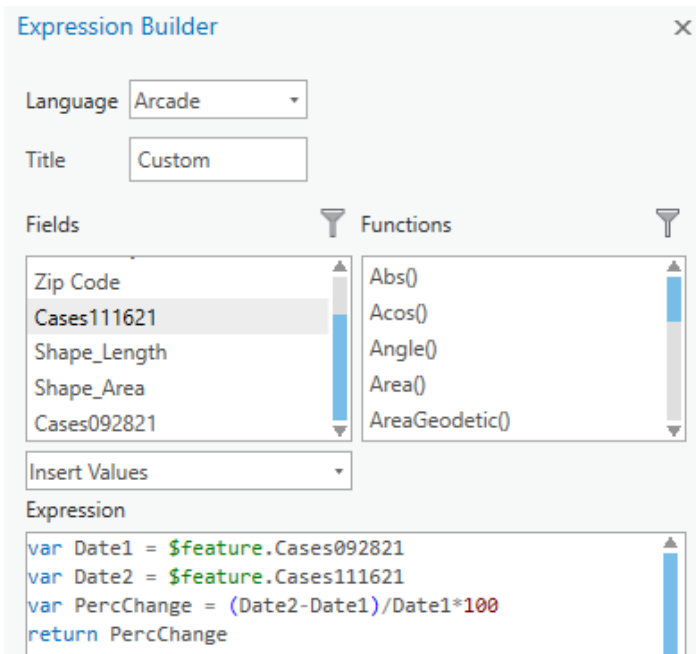 Expression Builder
Language Arcade
Title Custom
Fields Functions
Zip Code Abs()
Cases111621 Acos()
Shape_Length Angle()
Shape_Area Area()
Cases092821 AreaGeodetic()
Insert Values
Expression
var Date1 = $feature.Cases092821
var Date2 = $feature.Cases111621
var PercChange = (Date2-Date1)/Date1*100
return PercChange